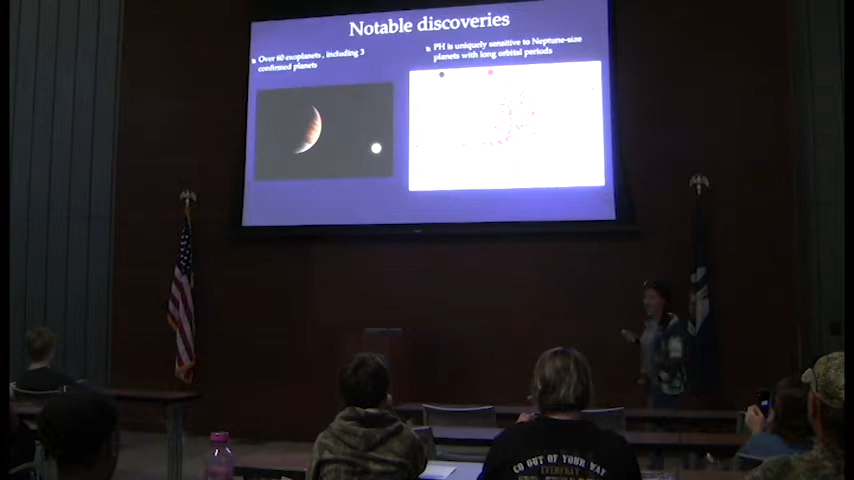 Notable discoveries
Over 60 exoplanets , including 3
confirmed planets
PH is uniquely sensitive to Neptune-size
planets with long orbital periods
GO OUT OF YOUR WAY
EVERYDAY